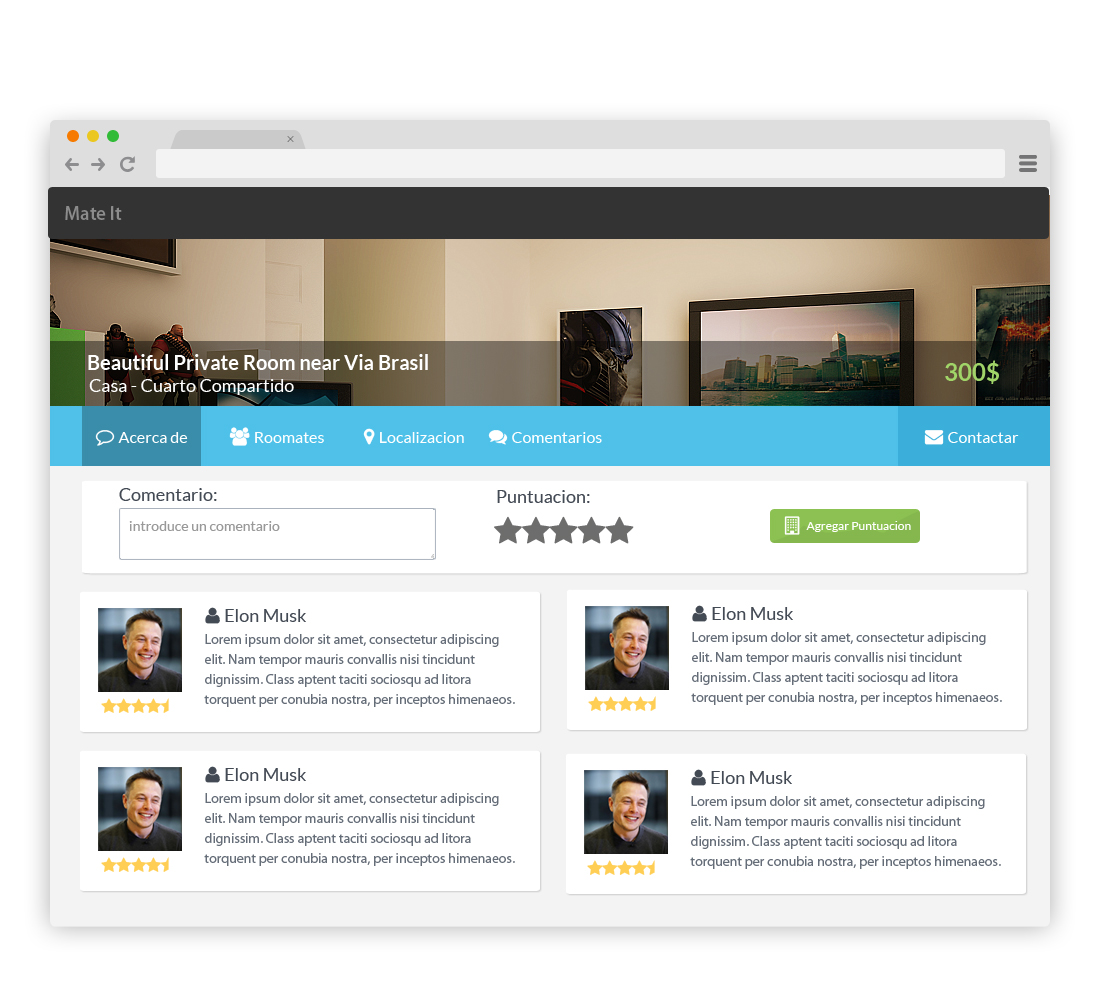 Mate It
Beautiful Private Room near Via Brasil
Casa - Cuarto Compartido
300$
Acerca de
Roomates
Localizacion
Comentarios
Contactar
Comentario:
introduce un comentario
Puntuacion:
Agregar Puntuacion
Elon Musk
Lorem ipsum dolor sit amet, consectetur adipiscing
elit. Nam tempor mauris convallis nisi tincidunt
dignissim. Class aptent taciti sociosqu ad litora
torquent per conubia nostra, per inceptos himenaeos.
Elon Musk
Lorem ipsum dolor sit amet, consectetur adipiscing
elit. Nam tempor mauris convallis nisi tincidunt
dignissim. Class aptent taciti sociosqu ad litora
torquent per conubia nostra, per inceptos himenaeos.
Elon Musk
Lorem ipsum dolor sit amet, consectetur adipiscing
elit. Nam tempor mauris convallis nisi tincidunt
dignissim. Class aptent taciti sociosqu ad litora
torquent per conubia nostra, per inceptos himenaeos.
Elon Musk
Lorem ipsum dolor sit amet, consectetur adipiscing
elit. Nam tempor mauris convallis nisi tincidunt
dignissim. Class aptent taciti sociosqu ad litora
torquent per conubia nostra, per inceptos himenaeos.